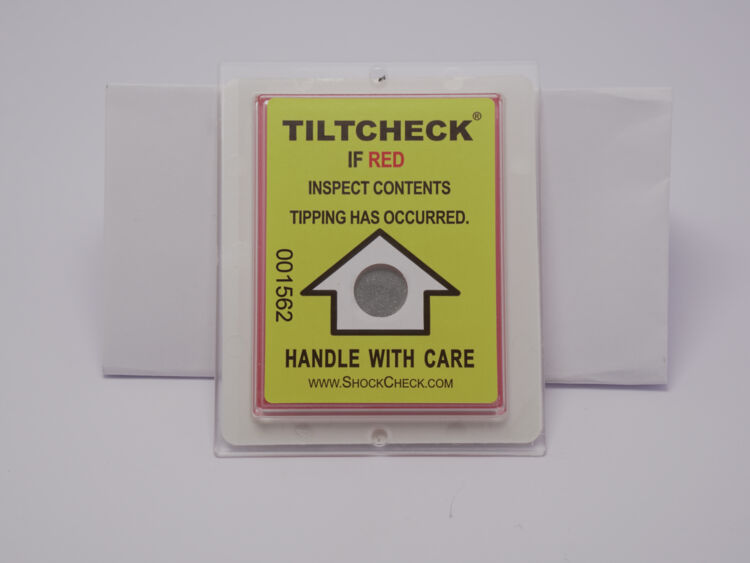 TILTCHECK®
IF RED
INSPECT CONTENTS
TIPPING HAS OCCURRED.
001562
HANDLE WITH CARE
www.ShockCheck.com